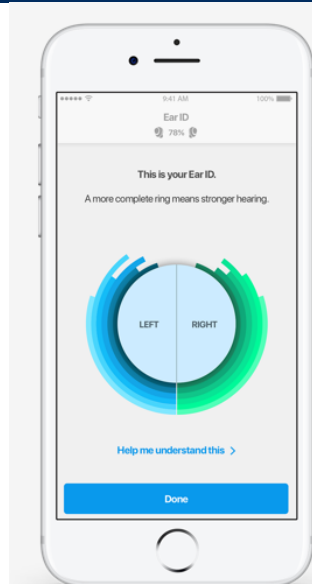 9:41 AM 100%
Ear ID
78%
This is your Ear ID.
A more complete ring means stronger hearing.
LEFT RIGHT
Help me understand this >
Done